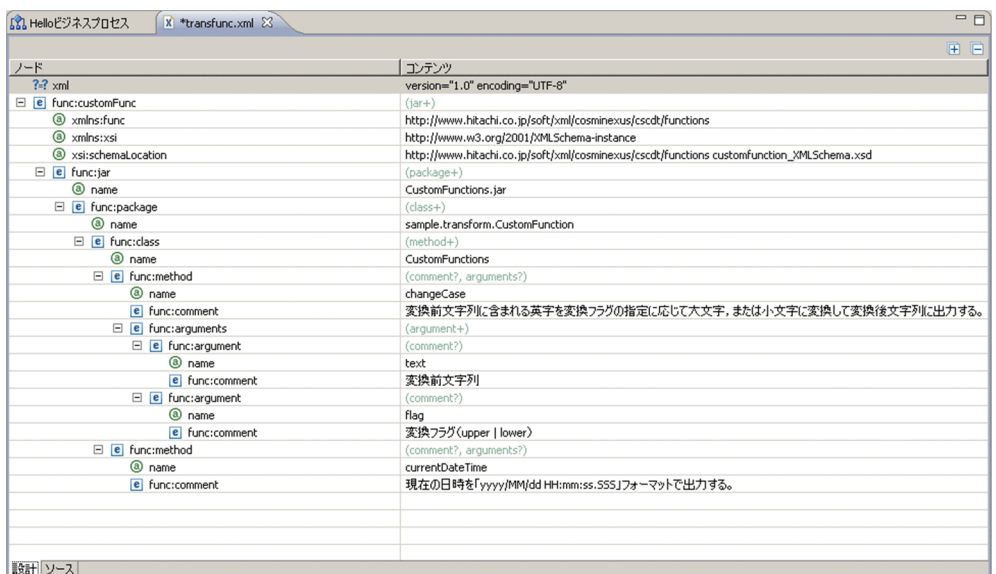 Helloビジネスプロセス *transfunc.xml
ノード コンテンツ
?=? xml version="1.0" encoding="UTF-8"
func:customFunc (jar+)
xmlns:func http://www.hitachi.co.jp/soft/xml/cosminexus/cscdt/functions
xmlns:xsi http://www.w3.org/2001/XMLSchema-instance
xsi:schemaLocation http://www.hitachi.co.jp/soft/xml/cosminexus/cscdt/functions customfunction_XMLSchema.xsd
func:jar (package+)
name CustomFunctions.jar
func:package (class+)
name sample.transform.CustomFunction
func:class (method+)
name CustomFunctions
func:method (comment?, arguments?)
name changeCase
func:comment 変換前文字列に含まれる英字を変換フラグの指定に応じて大文字，または小文字に変換して変換後文字列に出力する。
func:arguments (argument+)
func:argument (comment?)
name text
func:comment 変換前文字列
func:argument (comment?)
name flag
func:comment 変換フラグ（upper | lower）
func:method (comment?, arguments?)
name currentDateTime
func:comment 現在の日時を「yyyy/MM/dd HH:mm:ss.SSS」フォーマットで出力する。
設計 ソース